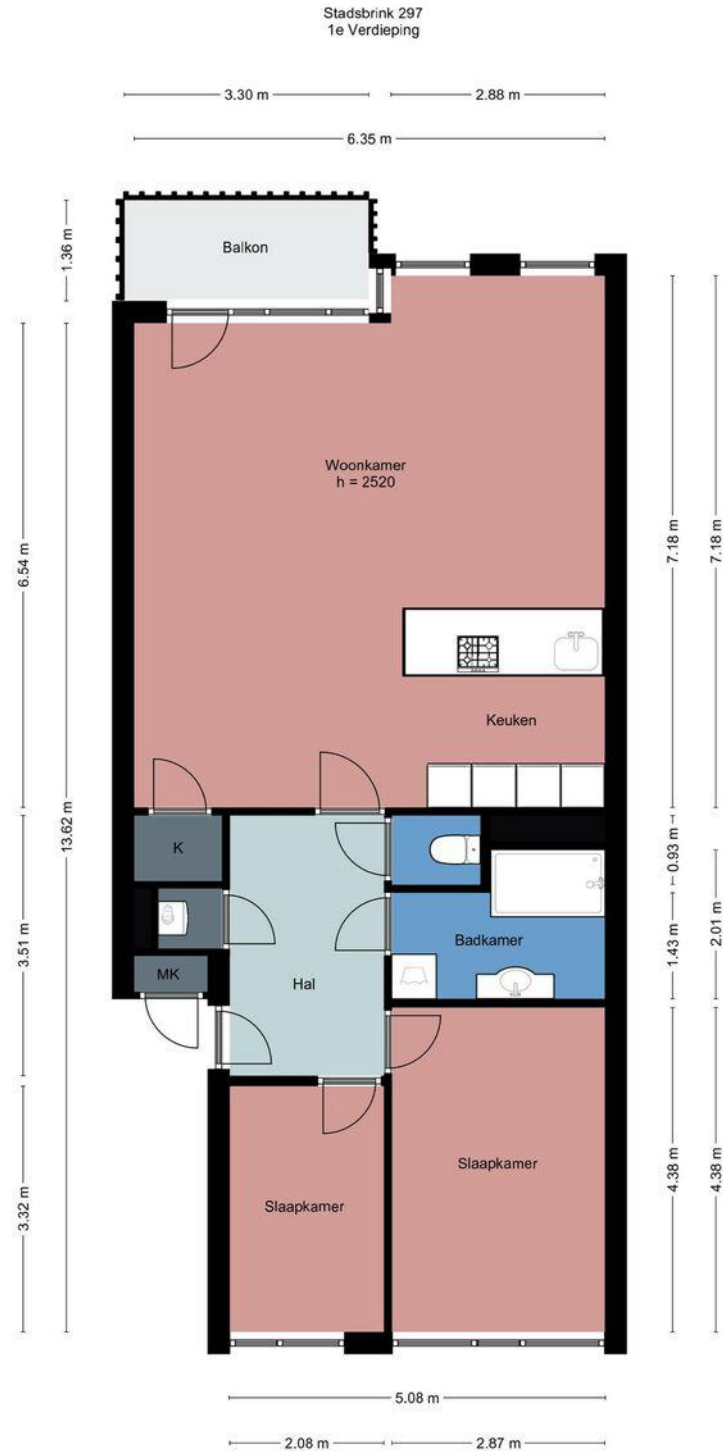 Stadsbrink 297
1e Verdieping
3.30 m
2.88 m
6.35 m
1.36 m
Balkon
Woonkamer
h = 2520
6.54 m
7.18 m
7.18 m
Keuken
13.62 m
K
0.93 m
3.51 m
Badkamer
1.43 m
2.01 m
MK
Hal
Slaapkamer
4.38 m
4.38 m
3.32 m
Slaapkamer
5.08 m
2.08 m
2.87 m